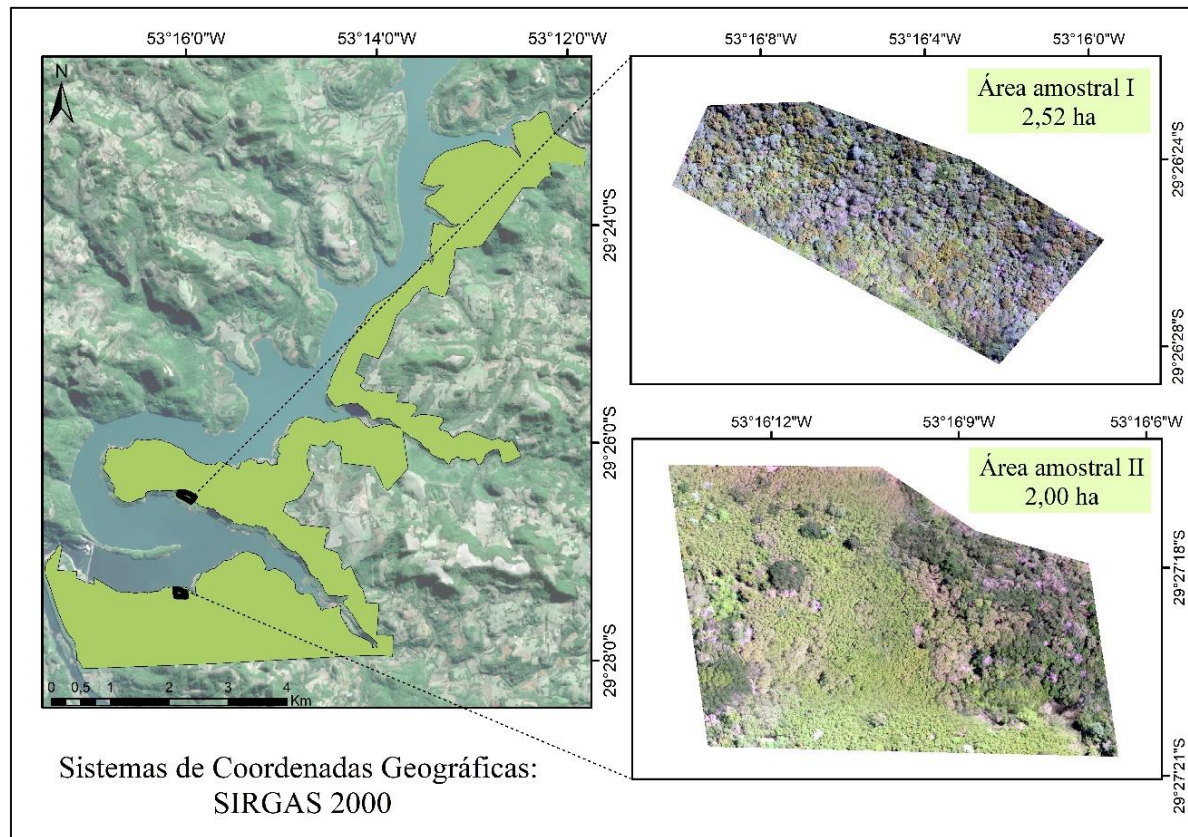 53°16'0"W
53°14'0"W
53°12'0"W
N
29°24'0"S
29°26'0"S
29°28'0"S
0 0,5 1 2 3 4
Km
Sistemas de Coordenadas Geográficas:
SIRGAS 2000
53°16'8"W
53°16'4"W
53°16'0"W
Área amostral I
2,52 ha
29°26'24"S
29°26'28"S
53°16'12"W
53°16'9"W
53°16'6"W
Área amostral II
2,00 ha
29°27'18"S
29°27'21"S